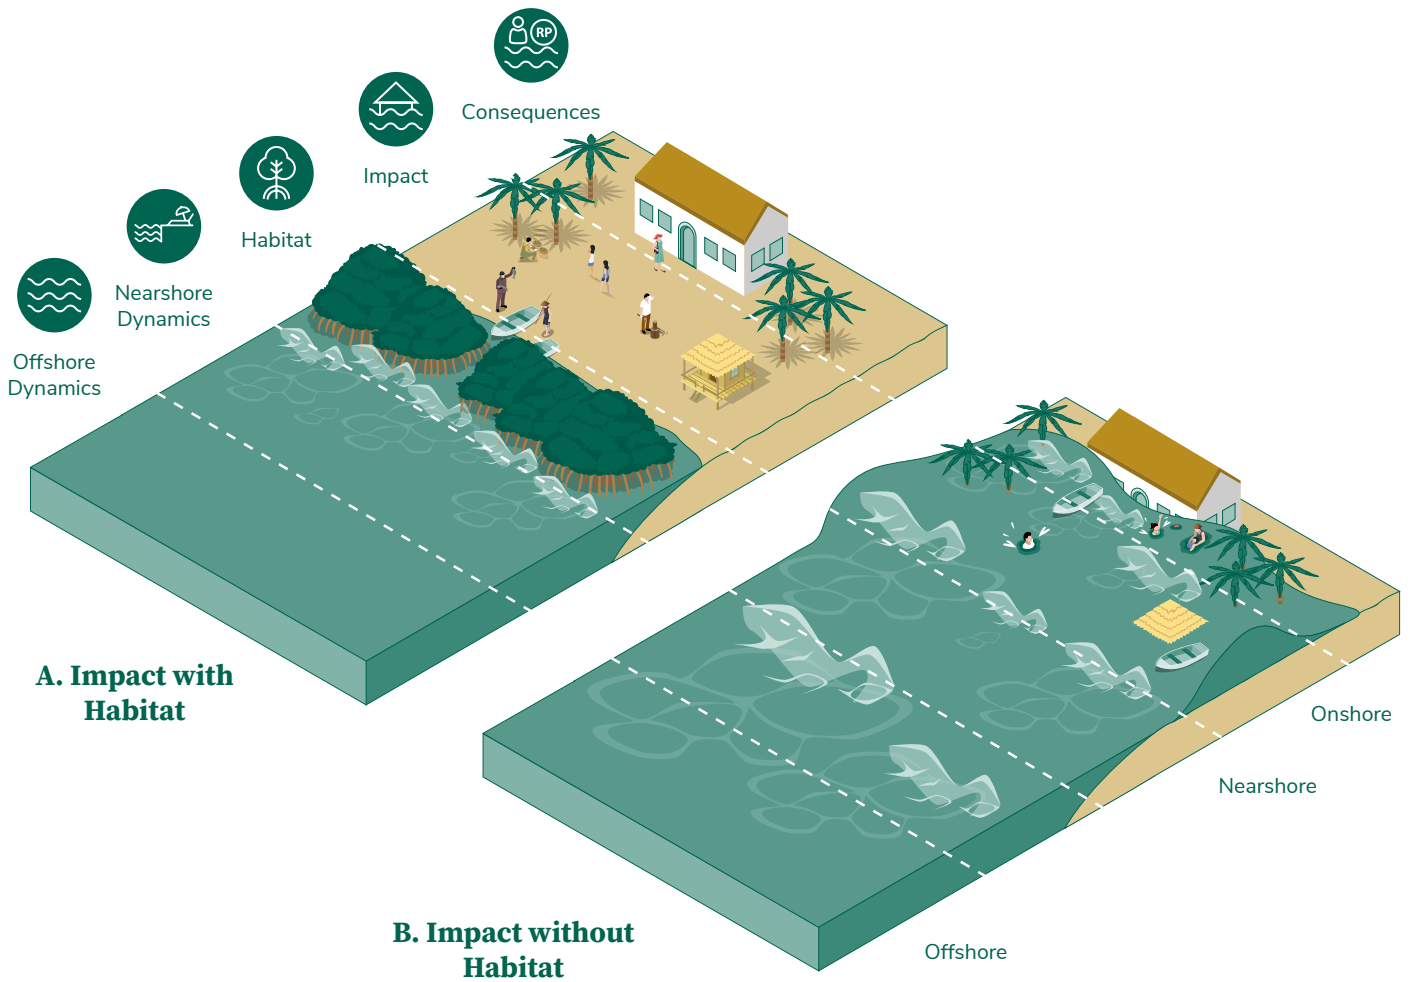 RP
Consequences
Impact
Habitat
Nearshore
Dynamics
Offshore
Dynamics
A. Impact with
Habitat
Onshore
Nearshore
B. Impact without
Habitat
Offshore